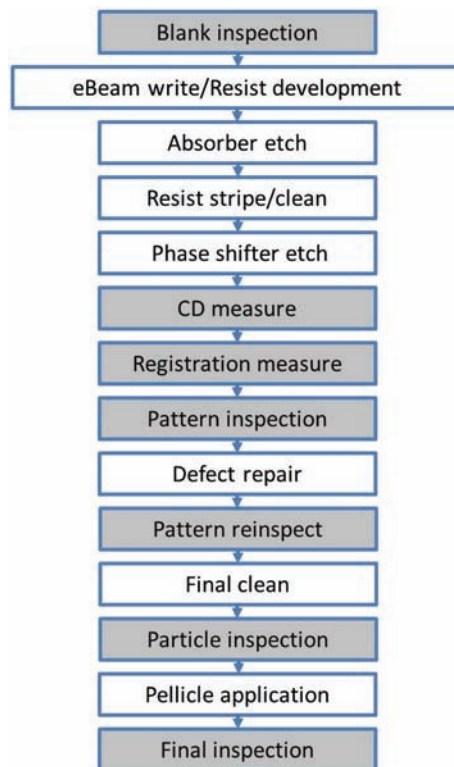 Blank inspection
eBeam write/Resist development
Absorber etch
Resist stripe/clean
Phase shifter etch
CD measure
Registration measure
Pattern inspection
Defect repair
Pattern reinspect
Final clean
Particle inspection
Pellicle application
Final inspection